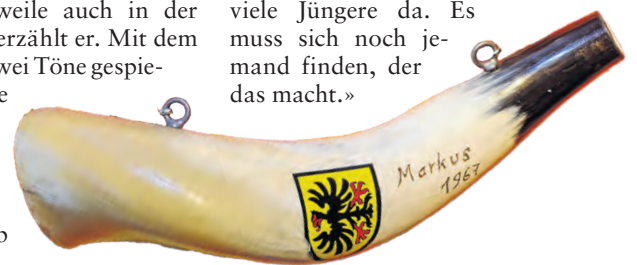 weile auch in der
erzählt er. Mit dem
wei Töne gespie-
e
viele Jüngere da. Es
muss sich noch je-
mand finden, der
das macht.»
Markus
1967